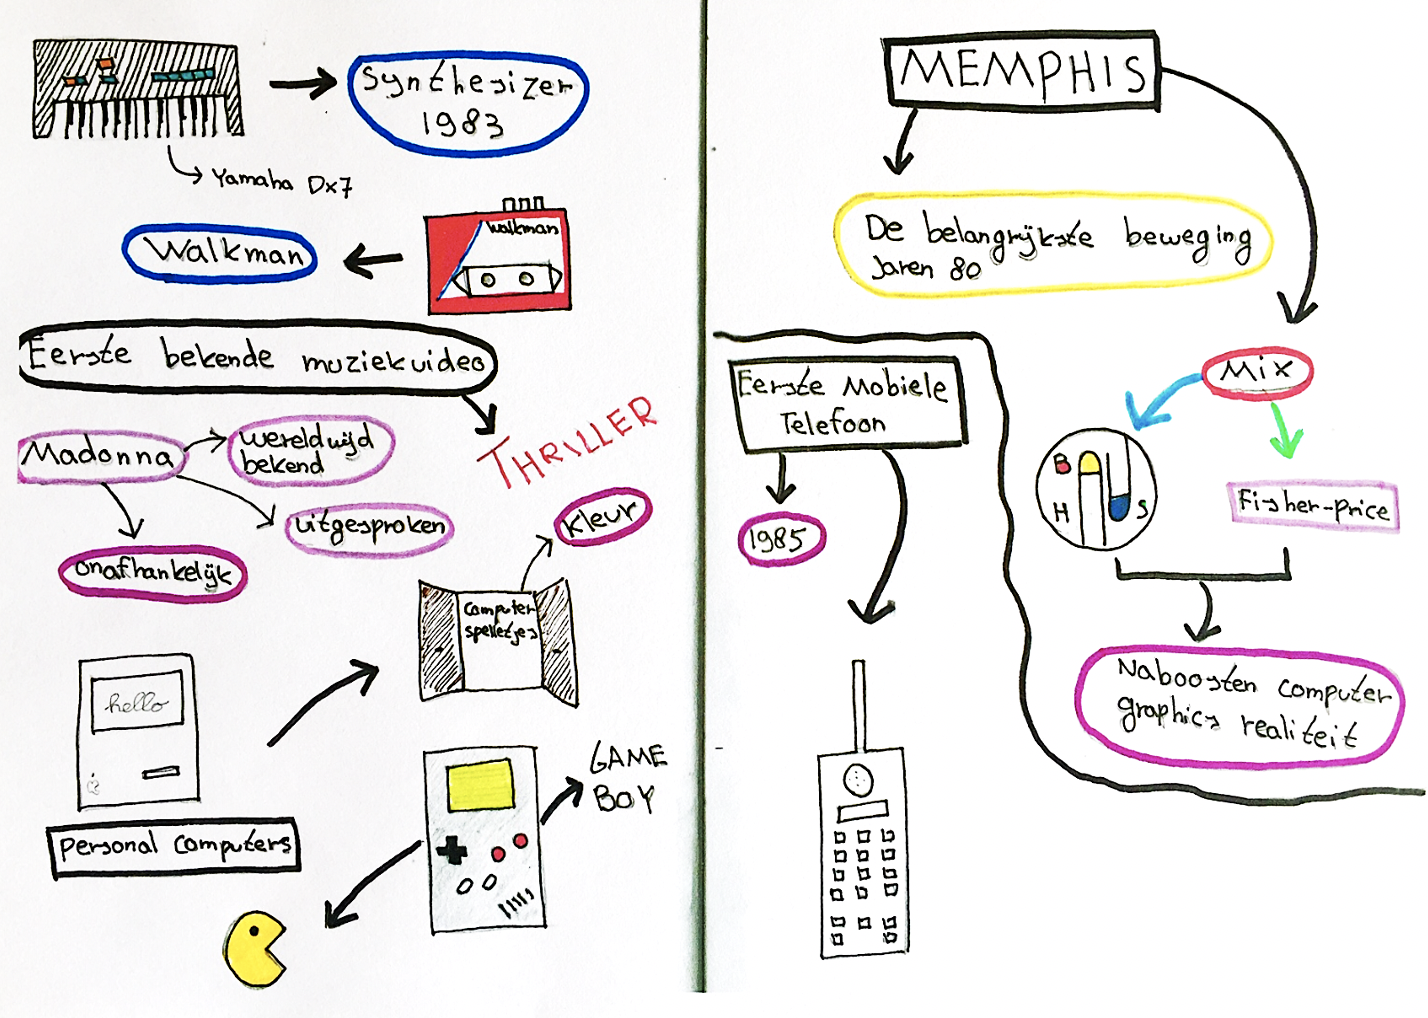 Synthesizer
1983
Yamaha Dx7
Walkman
Walkman
Eerste bekende muziekvideo
THRILLER
Madonna
wereldwijd
bekend
uitgesproken
onafhankelijk
kleur
computer
spelletjes
hello
personal computers
GAME
BOY
MEMPHIS
De belangrijkste beweging
Jaren 80
Mix
B
H
S
Fisher-price
Naboosten computer
graphics realiteit
Eerste Mobiele
Telefoon
1985